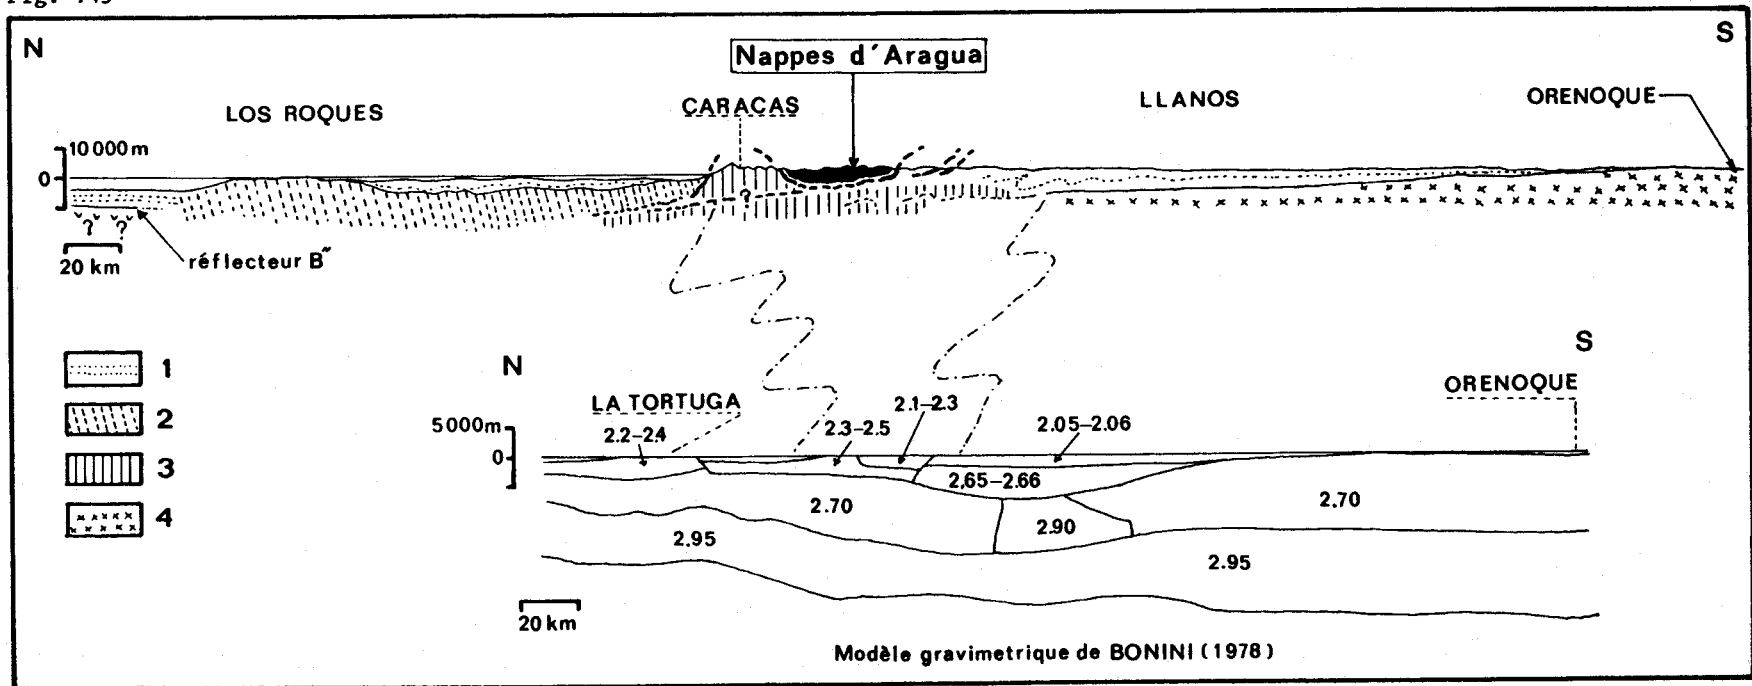 N
S
Nappes d'Aragua
LOS ROQUES
CARACAS
LLANOS
ORENOQUE
10 000 m
0
? ?
?
20 km
réflecteur B"
1
2
3
4
N
S
LA TORTUGA
ORENOQUE
5000m
0
2.2–2.4
2.3–2.5
2.1–2.3
2.05–2.06
2,65–2.66
2.70
2.70
2.90
2.95
2.95
20 km
Modèle gravimetrique de BONINI (1978)